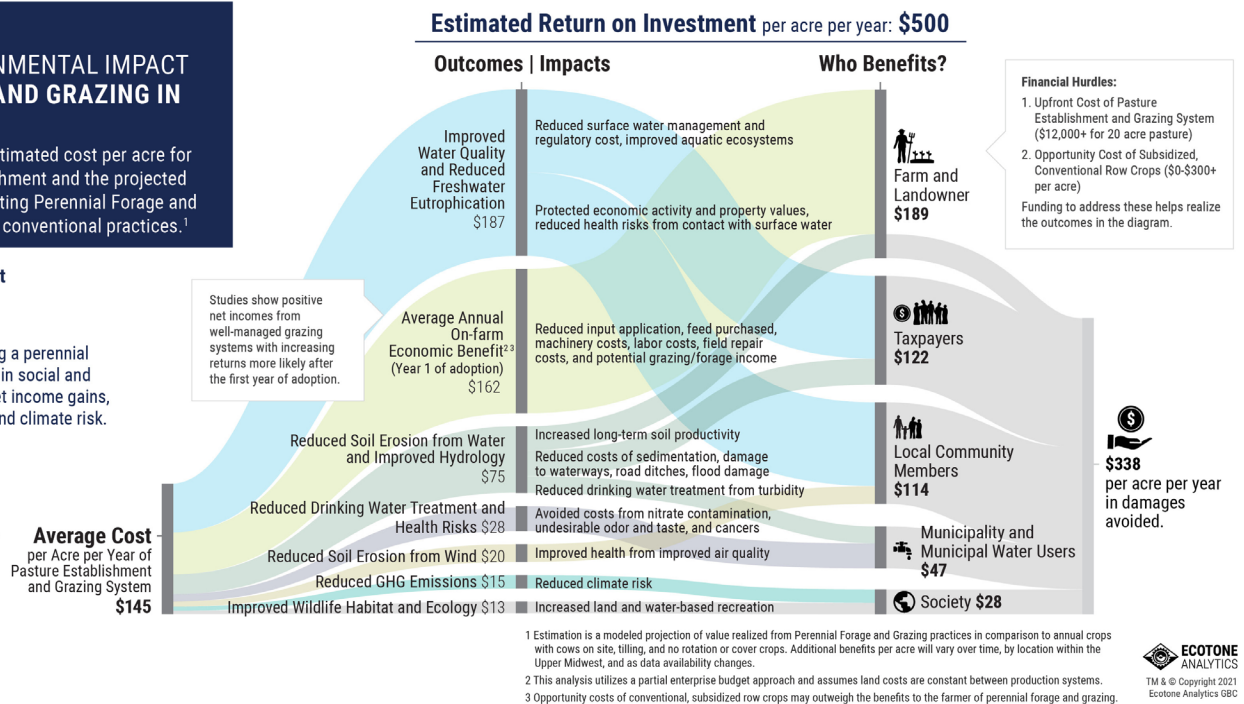 NMENTAL IMPACT
AND GRAZING IN
timated cost per acre for
hment and the projected
ting Perennial Forage and
conventional practices.1
t
g a perennial
in social and
et income gains,
nd climate risk.
Estimated Return on Investment per acre per year: $500
Outcomes | Impacts
Who Benefits?
Improved
Water Quality
and Reduced
Freshwater
Eutrophication
$187
Reduced surface water management and
regulatory cost, improved aquatic ecosystems
Protected economic activity and property values,
reduced health risks from contact with surface water
Studies show positive
net incomes from
well-managed grazing
systems with increasing
returns more likely after
the first year of adoption.
Average Annual
On-farm
Economic Benefit2 3
(Year 1 of adoption)
$162
Reduced input application, feed purchased,
machinery costs, labor costs, field repair
costs, and potential grazing/forage income
Reduced Soil Erosion from Water
and Improved Hydrology
$75
Increased long-term soil productivity
Reduced costs of sedimentation, damage
to waterways, road ditches, flood damage
Reduced drinking water treatment from turbidity
Reduced Drinking Water Treatment and
Health Risks $28
Avoided costs from nitrate contamination,
undesirable odor and taste, and cancers
Reduced Soil Erosion from Wind $20
Improved health from improved air quality
Reduced GHG Emissions $15
Reduced climate risk
Improved Wildlife Habitat and Ecology $13
Increased land and water-based recreation
Average Cost
per Acre per Year of
Pasture Establishment
and Grazing System
$145
Farm and
Landowner
$189
Taxpayers
$122
Local Community
Members
$114
Municipality and
Municipal Water Users
$47
Society $28
Financial Hurdles:
1. Upfront Cost of Pasture
Establishment and Grazing System
($12,000+ for 20 acre pasture)
2. Opportunity Cost of Subsidized,
Conventional Row Crops ($0-$300+
per acre)
Funding to address these helps realize
the outcomes in the diagram.
$338
per acre per year
in damages
avoided.
1 Estimation is a modeled projection of value realized from Perennial Forage and Grazing practices in comparison to annual crops
with cows on site, tilling, and no rotation or cover crops. Additional benefits per acre will vary over time, by location within the
Upper Midwest, and as data availability changes.
2 This analysis utilizes a partial enterprise budget approach and assumes land costs are constant between production systems.
3 Opportunity costs of conventional, subsidized row crops may outweigh the benefits to the farmer of perennial forage and grazing.
ECOTONE
ANALYTICS
TM & © Copyright 2021
Ecotone Analytics GBC